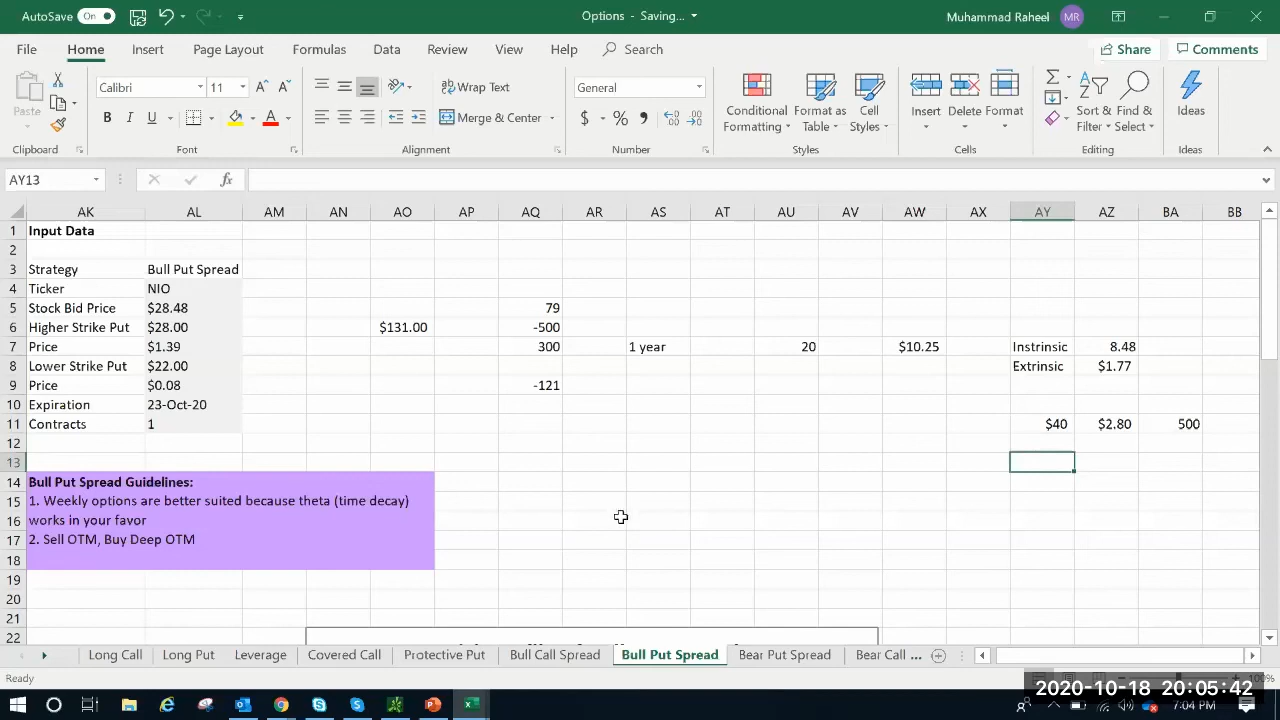 AutoSave On Options - Saving... Muhammad Raheel MR
File Home Insert Page Layout Formulas Data Review View Help Search Share Comments
Paste Calibri 11 Wrap Text General Conditional Formatting Format as Table Cell Styles Insert Delete Format Sort & Filter Find & Select Ideas
B I U A Merge & Center $ %
Clipboard Font Alignment Number Styles Cells Editing Ideas
AY13 fx
AK AL AM AN AO AP AQ AR AS AT AU AV AW AX AY AZ BA BB
1 Input Data
2
3 Strategy Bull Put Spread
4 Ticker NIO
5 Stock Bid Price $28.48 79
6 Higher Strike Put $28.00 $131.00 -500
7 Price $1.39 300 1 year 20 $10.25 Instrinsic 8.48
8 Lower Strike Put $22.00 Extrinsic $1.77
9 Price $0.08 -121
10 Expiration 23-Oct-20
11 Contracts 1 $40 $2.80 500
12
13
14 Bull Put Spread Guidelines:
15 1. Weekly options are better suited because theta (time decay)
16 works in your favor
17 2. Sell OTM, Buy Deep OTM
18
19
20
21
22
Long Call Long Put Leverage Covered Call Protective Put Bull Call Spread Bull Put Spread Bear Put Spread Bear Call ...
Ready 100%
2020-10-18 20:05:42
7:04 PM